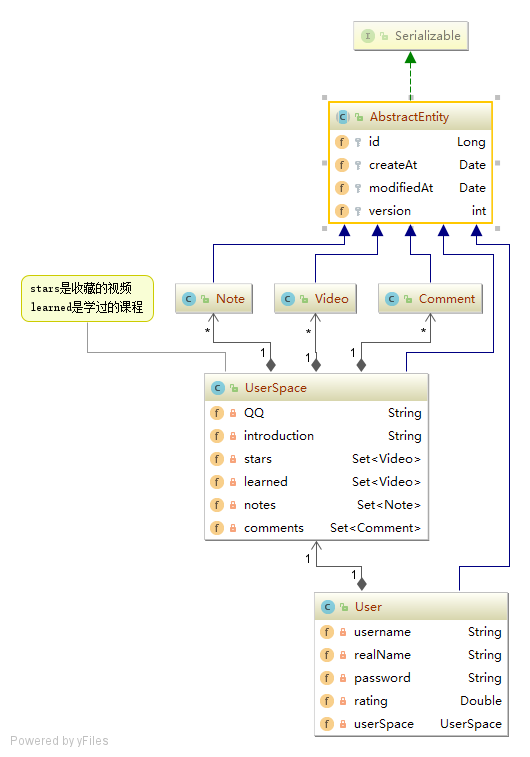 I Serializable
C AbstractEntity
f id Long
f createAt Date
f modifiedAt Date
f version int
stars是收藏的视频
learned是学过的课程
C Note
C Video
C Comment
* * *
1 1 1
C UserSpace
f QQ String
f introduction String
f stars Set<Video>
f learned Set<Video>
f notes Set<Note>
f comments Set<Comment>
1
1
C User
f username String
f realName String
f password String
f rating Double
f userSpace UserSpace
Powered by yFiles